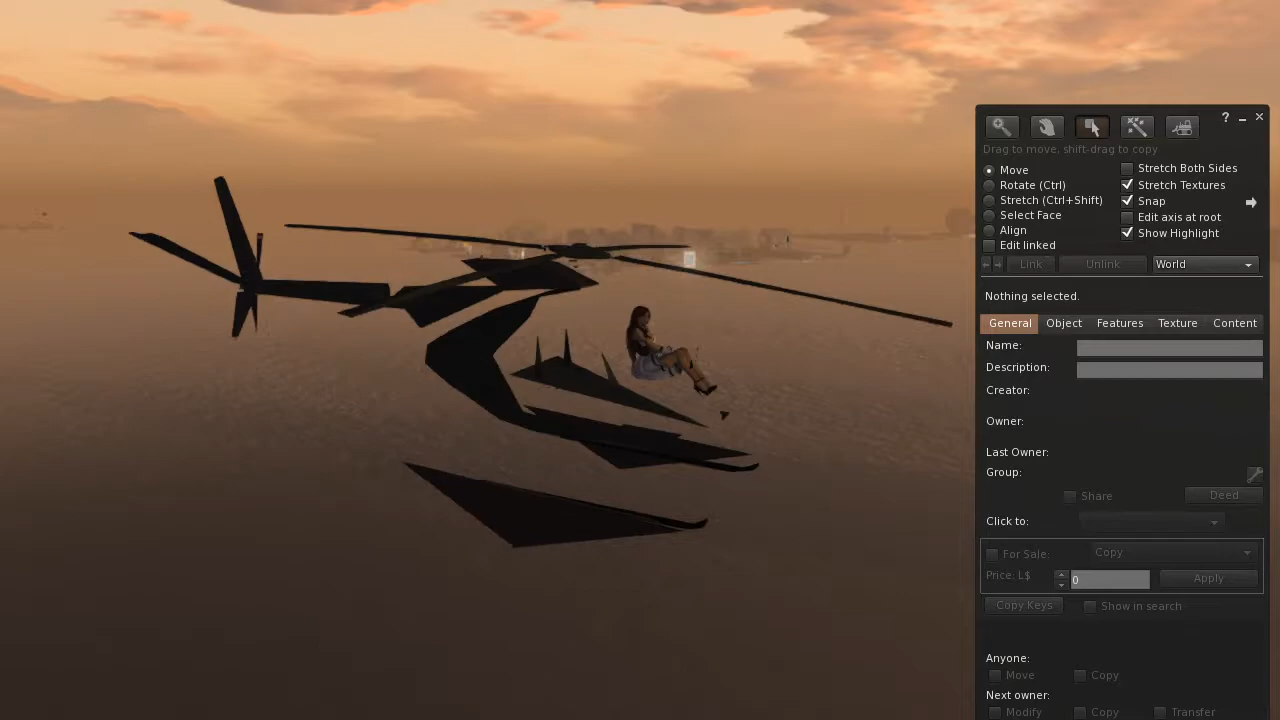 ?
Drag to move, shift-drag to copy
Move
Stretch Both Sides
Rotate (Ctrl)
Stretch Textures
Stretch (Ctrl+Shift)
Snap
Select Face
Edit axis at root
Align
Show Highlight
Edit linked
Link
Unlink
World
Nothing selected.
General Object Features Texture Content
Name:
Description:
Creator:
Owner:
Last Owner:
Group:
Share
Deed
Click to:
For Sale:
Copy
Price: L$
0
Apply
Copy Keys
Show in search
Anyone:
Move
Copy
Next owner:
Modify
Copy
Transfer